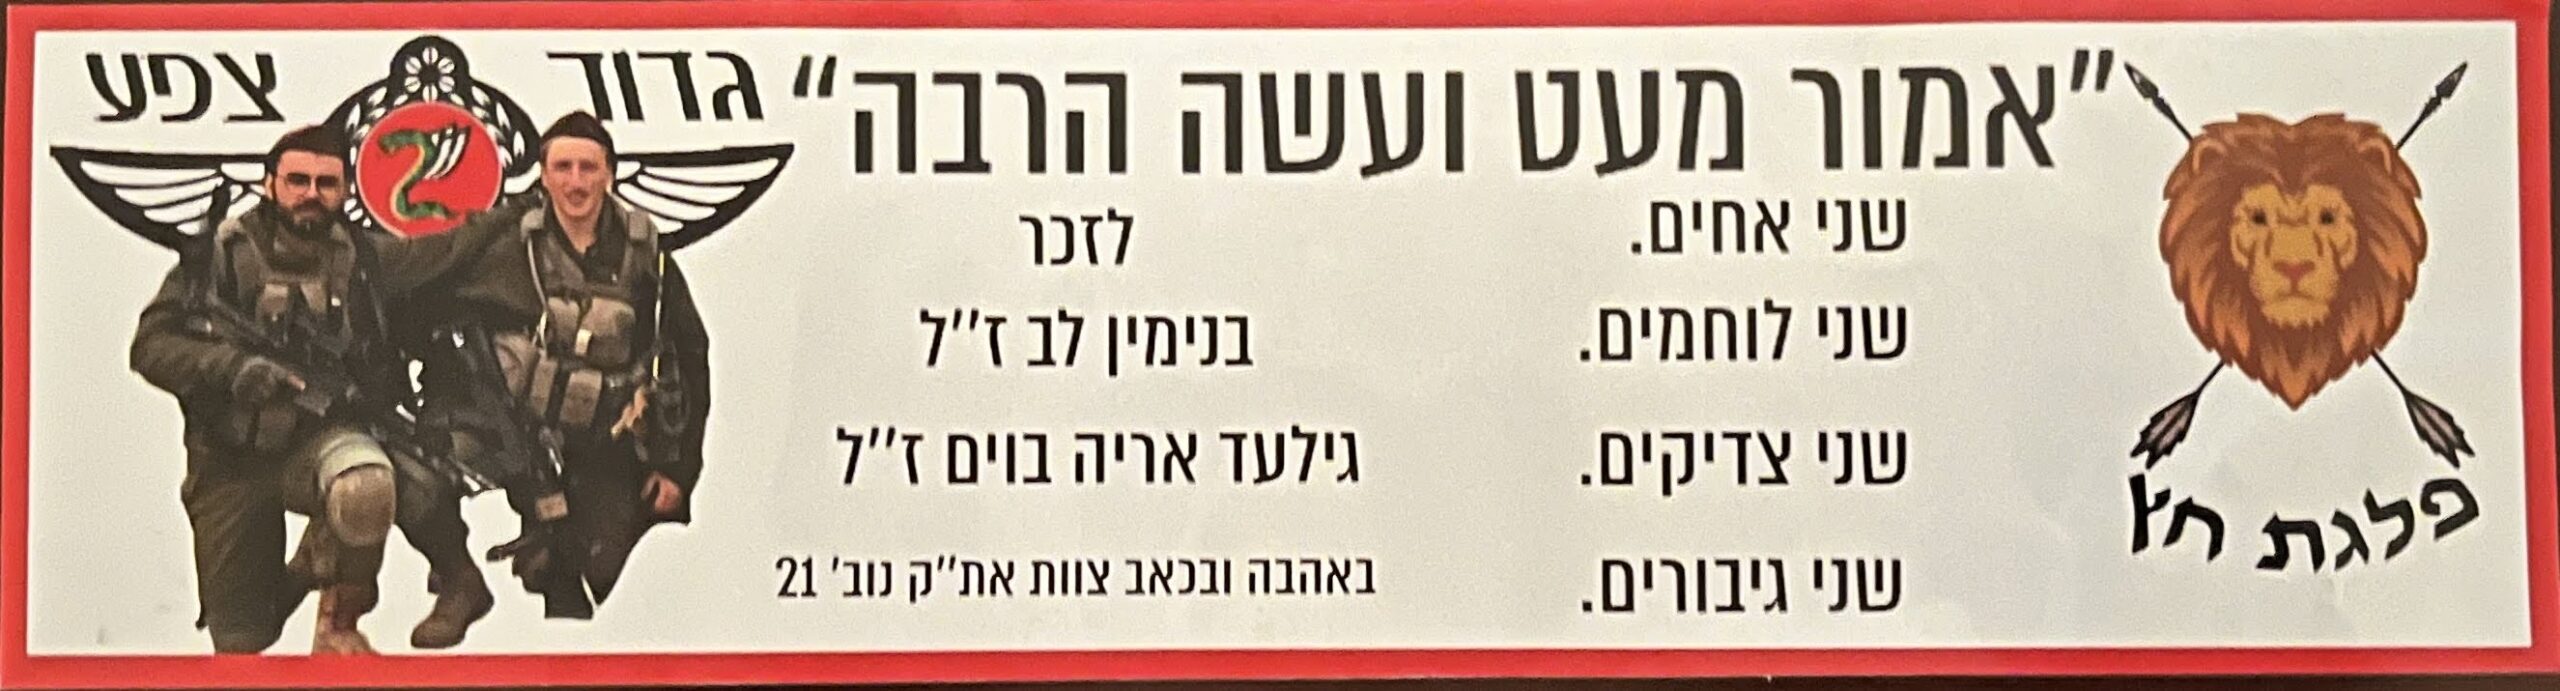 "אמור מעט ועשה הרבה"
שני אחים.
שני לוחמים.
שני צדיקים.
שני גיבורים.
לזכר
בנימין לב ז"ל
גילעד אריה בוים ז"ל
באהבה ובכאב צוות את"ק נוב' 21
גדוד צפע
פלגת חץ